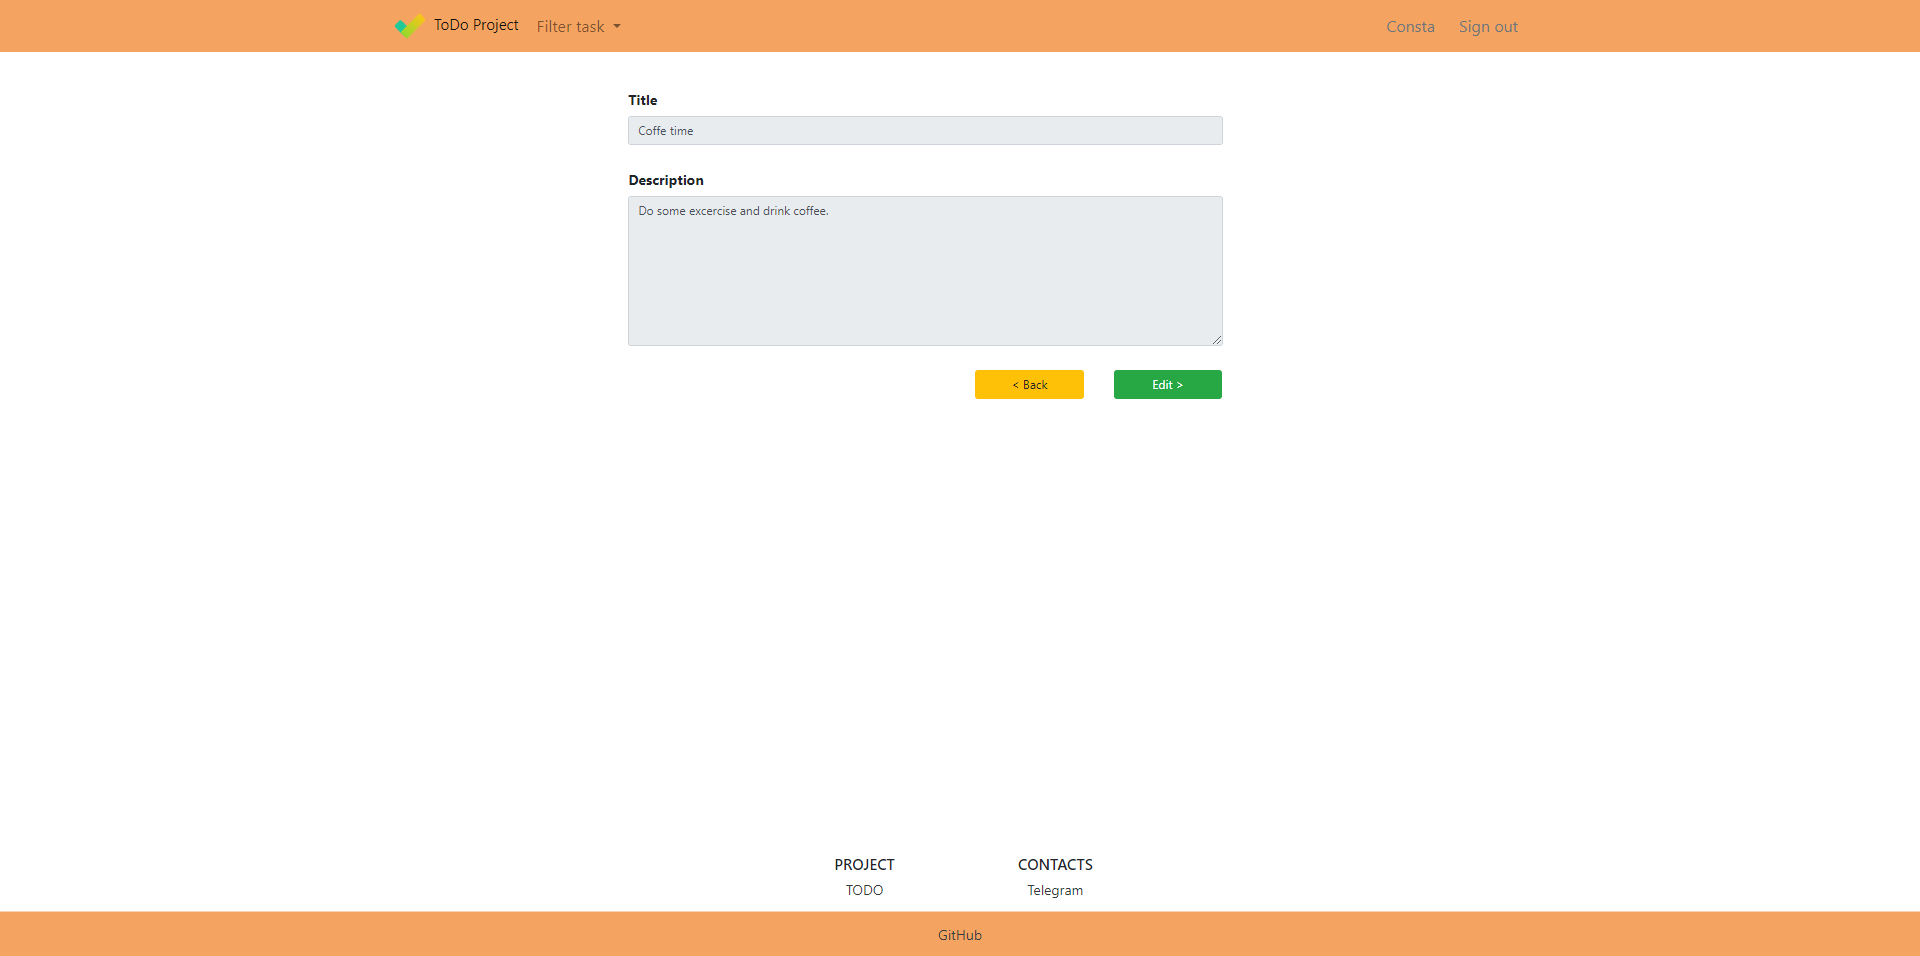 ToDo Project Filter task Consta Sign out
Title
Coffe time
Description
Do some excercise and drink coffee.
< Back Edit >
PROJECT CONTACTS
TODO Telegram
GitHub